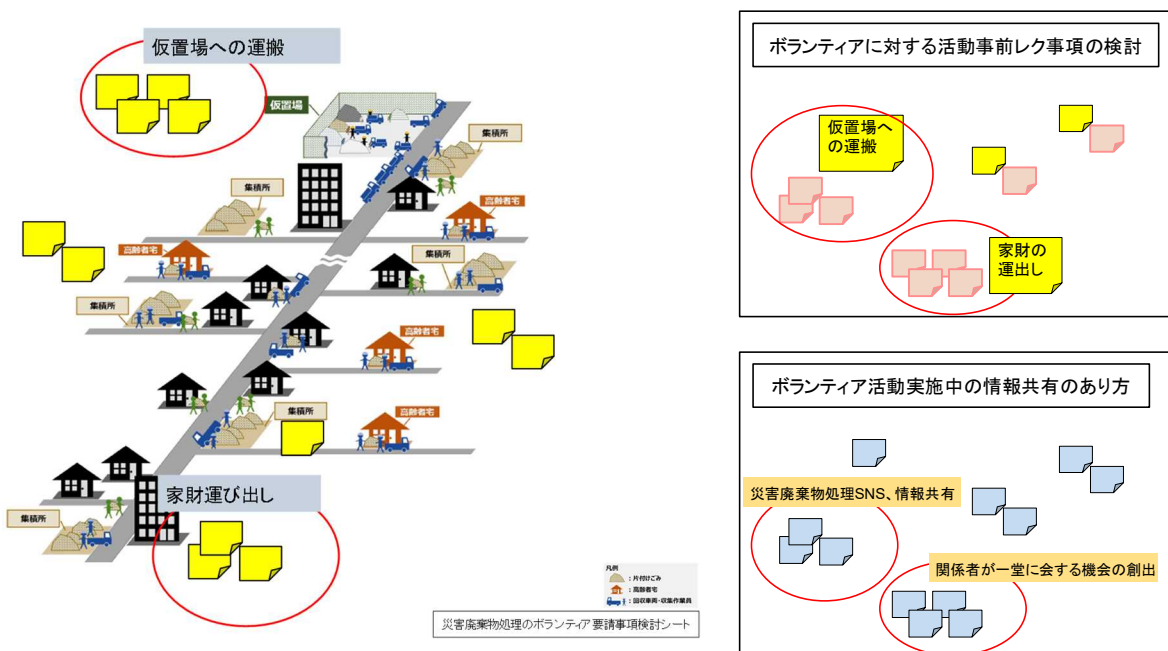 仮置場への運搬
仮置場
集積所
集積所
高齢者宅
高齢者宅
集積所
集積所
高齢者宅
集積所
高齢者宅
家財運び出し
集積所
凡例
：片付けごみ
：高齢者宅
：回収車両・収集作業員
災害廃棄物処理のボランティア要請事項検討シート
ボランティアに対する活動事前レク事項の検討
仮置場へ
の運搬
家財の
運出し
ボランティア活動実施中の情報共有のあり方
災害廃棄物処理SNS、情報共有
関係者が一堂に会する機会の創出